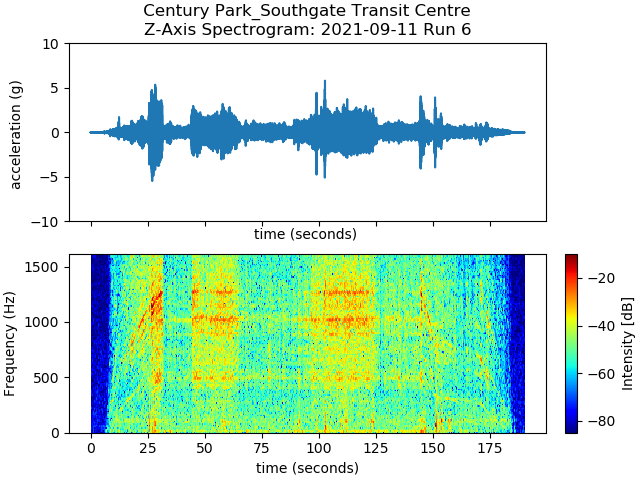 Century Park_Southgate Transit Centre
Z-Axis Spectrogram: 2021-09-11 Run 6
10
5
0
−5
−10
acceleration (g)
time (seconds)
1500
1000
500
0
Frequency (Hz)
0 25 50 75 100 125 150 175
time (seconds)
−20
−40
−60
−80
Intensity [dB]